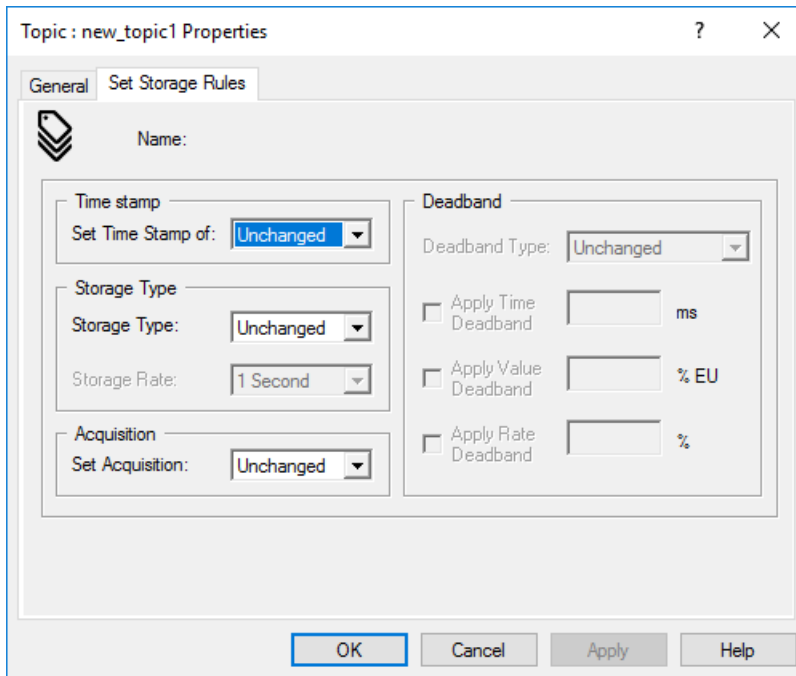 Topic : new_topic1 Properties
?
General
Set Storage Rules
Name:
Time stamp
Set Time Stamp of:
Unchanged
Storage Type
Storage Type:
Unchanged
Storage Rate:
1 Second
Acquisition
Set Acquisition:
Unchanged
Deadband
Deadband Type:
Unchanged
Apply Time
Deadband
ms
Apply Value
Deadband
% EU
Apply Rate
Deadband
%
OK
Cancel
Apply
Help